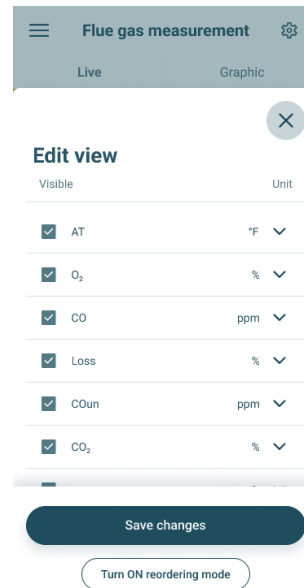 Flue gas measurement
Live Graphic
Edit view
Visible Unit
AT °F
O₂ %
CO ppm
Loss %
COun ppm
CO₂ %
Save changes
Turn ON reordering mode